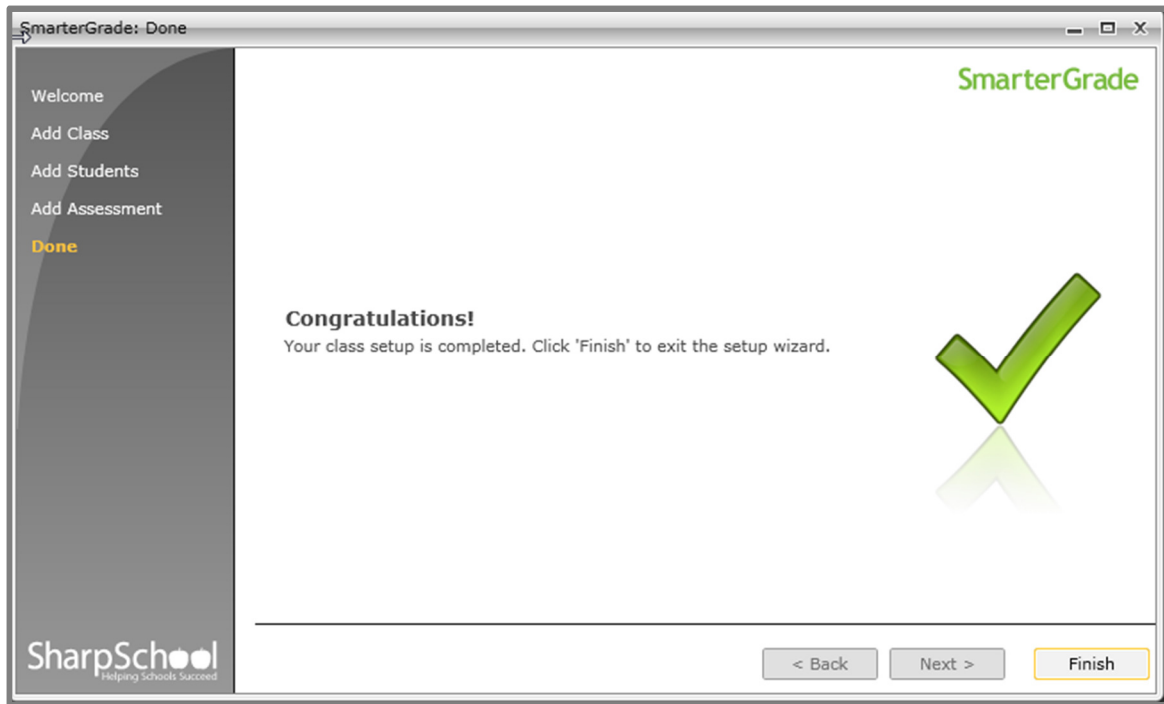 SmarterGrade: Done
SmarterGrade
Welcome
Add Class
Add Students
Add Assessment
Done
Congratulations!
Your class setup is completed. Click 'Finish' to exit the setup wizard.
SharpSchool
Helping Schools Succeed
< Back
Next >
Finish